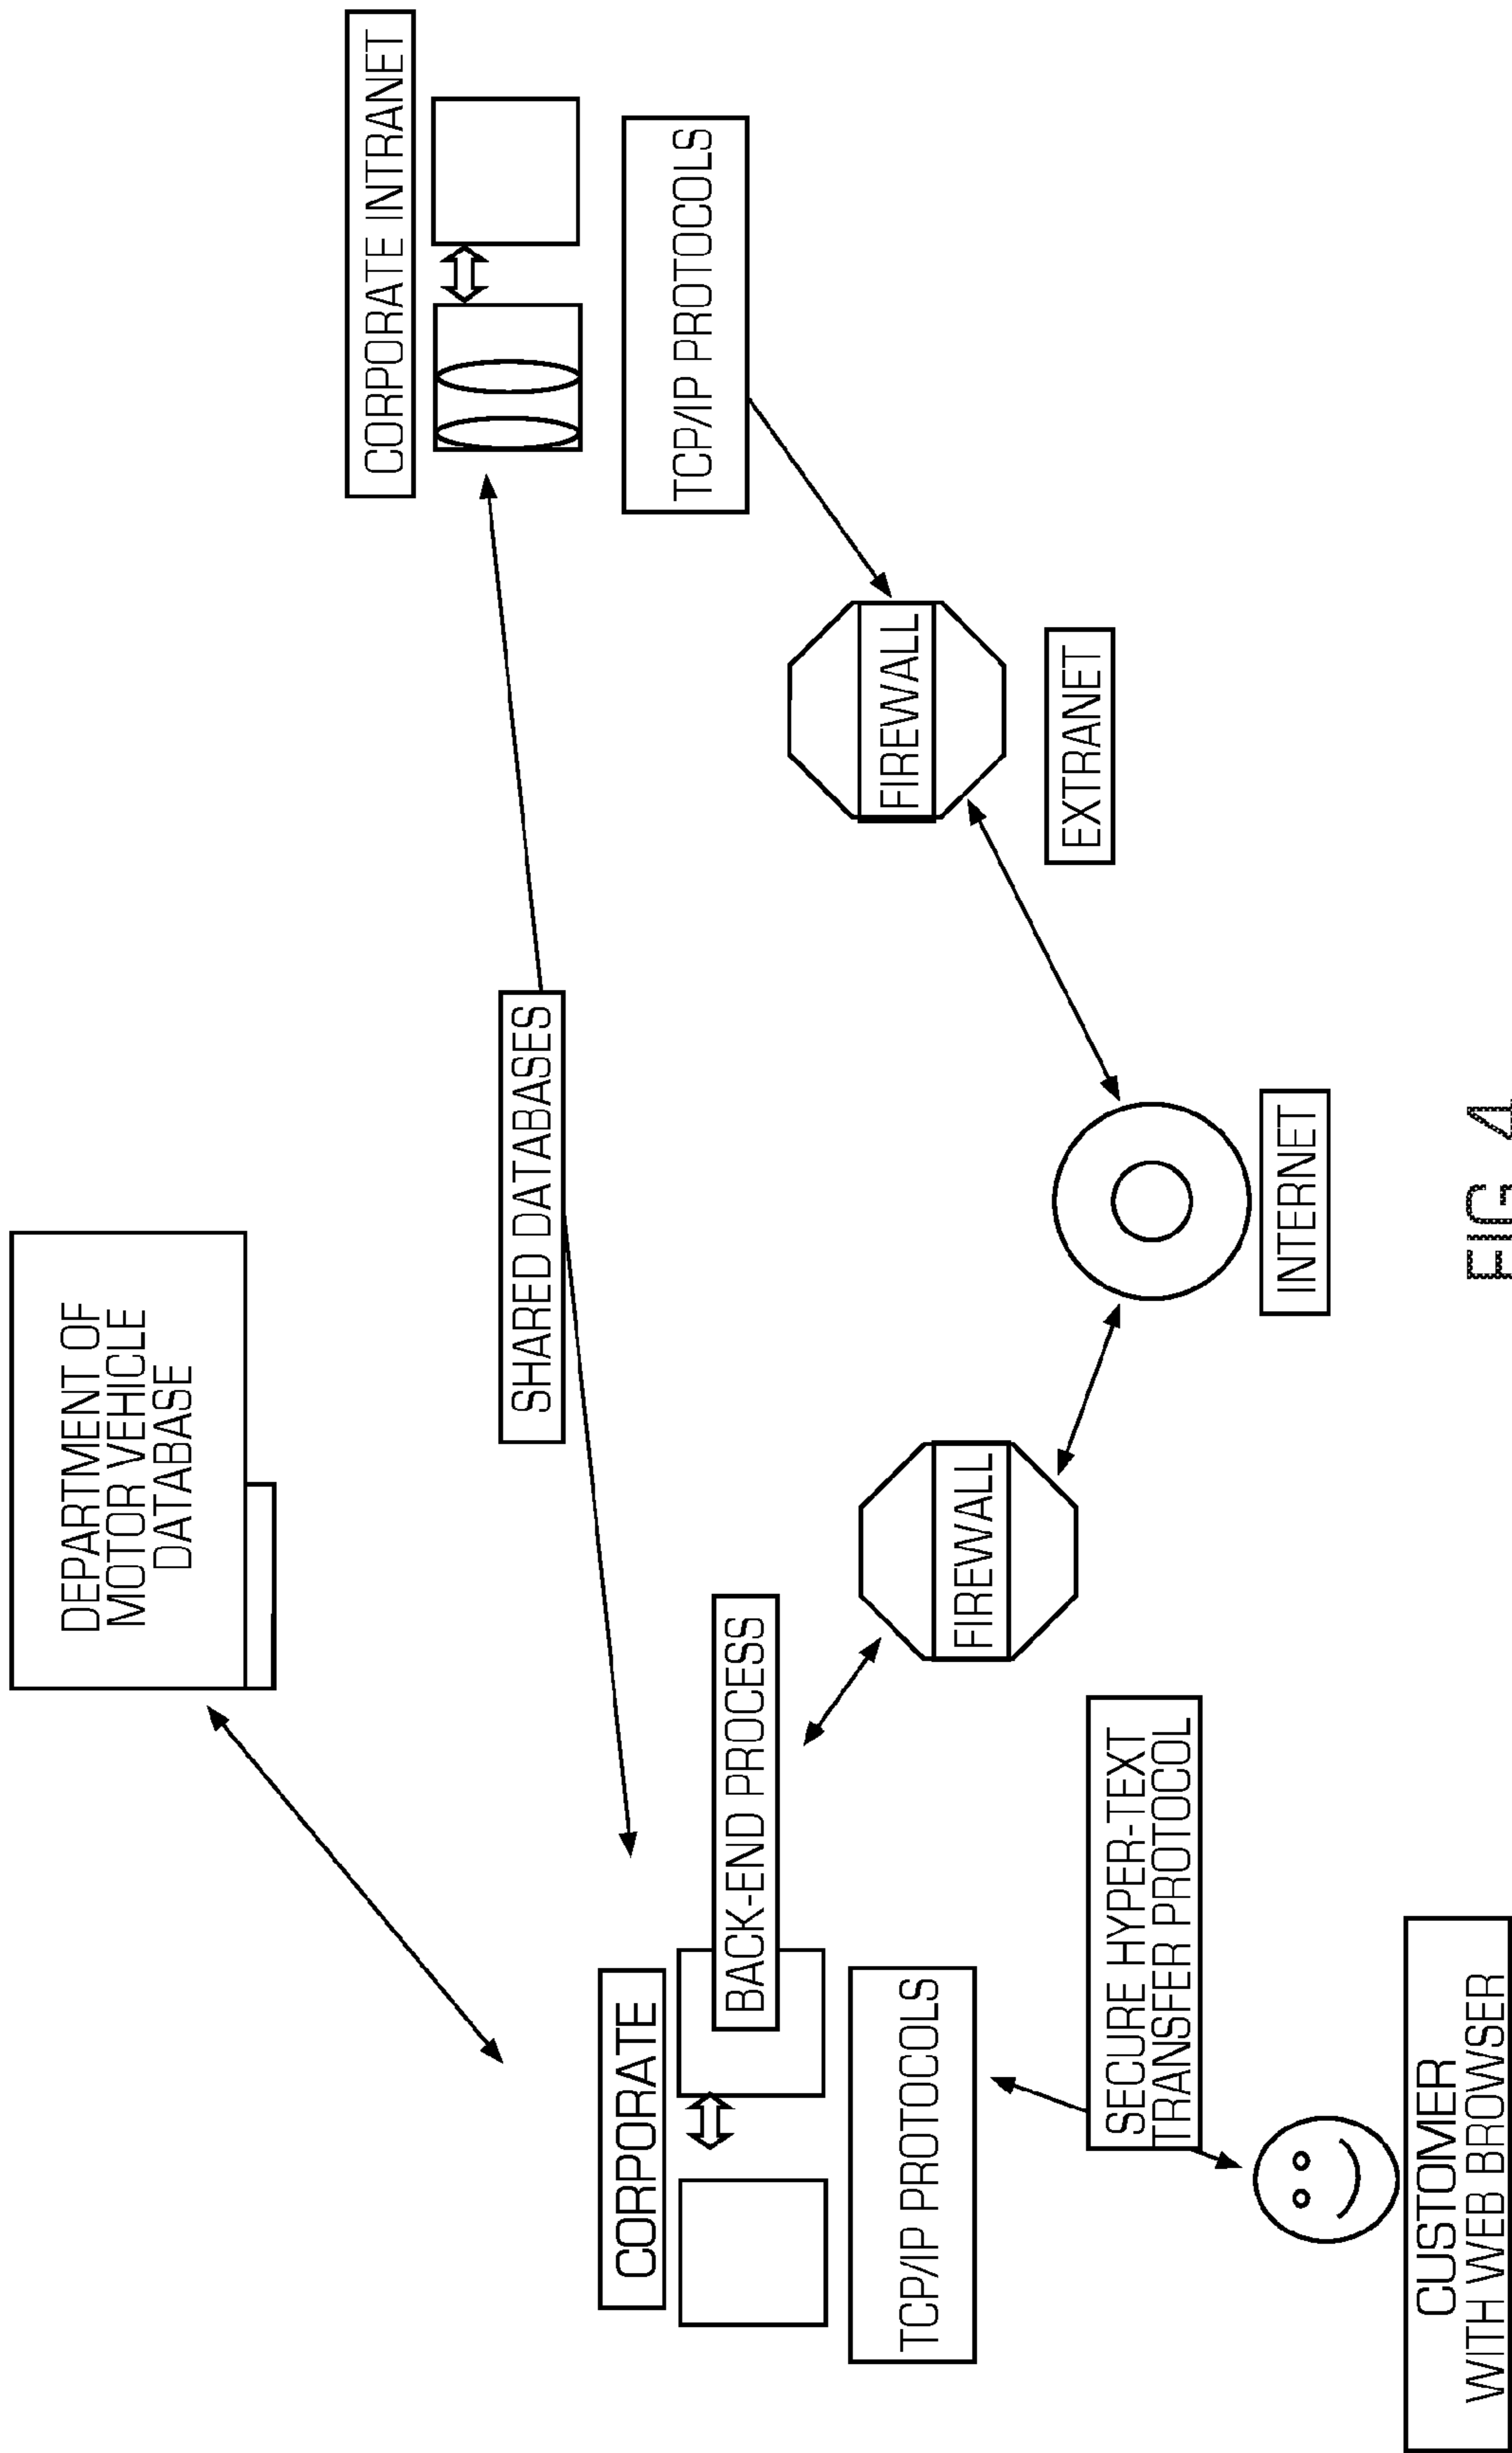 DEPARTMENT OF
MOTOR VEHICLE
DATABASE
CORPORATE INTRANET
SHARED DATABASES
CORPORATE
TCP/IP PROTOCOLS
BACK-END PROCESS
FIREWALL
TCP/IP PROTOCOLS
FIREWALL
EXTRANET
SECURE HYPER-TEXT
TRANSFER PROTOCOL
INTERNET
CUSTOMER
WITH WEB BROWSER
FIG 4